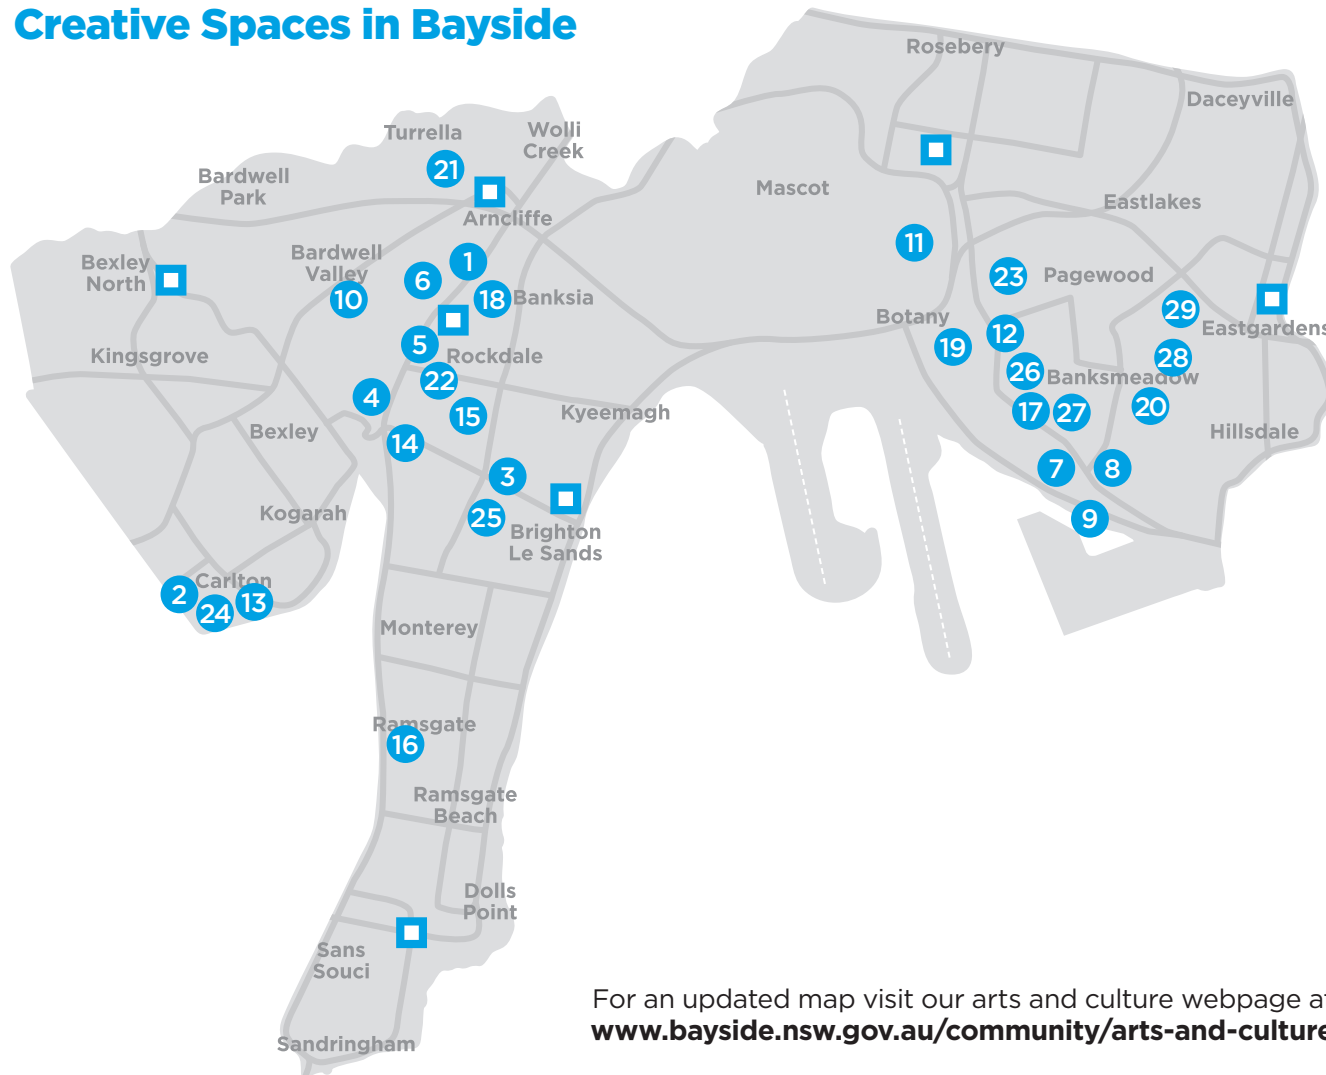 Creative Spaces in Bayside
Rosebery
Daceyville
Turrella
Wolli
Creek
21
Bardwell
Park
Mascot
Eastlakes
Arncliffe
11
Bexley
North
Bardwell
Valley
1
6
10
18
Banksia
23
Pagewood
29
Botany
Eastgardens
12
19
Kingsgrove
5
Rockdale
28
26
Banksmeadow
22
4
15
Kyeemagh
17
27
20
Bexley
14
Hillsdale
3
7
8
Kogarah
25
9
Brighton
Le Sands
Carlton
2
24
13
Monterey
Ramsgate
16
Ramsgate
Beach
Dolls
Point
Sans
Souci
Sandringham
For an updated map visit our arts and culture webpage at
www.bayside.nsw.gov.au/community/arts-and-culture